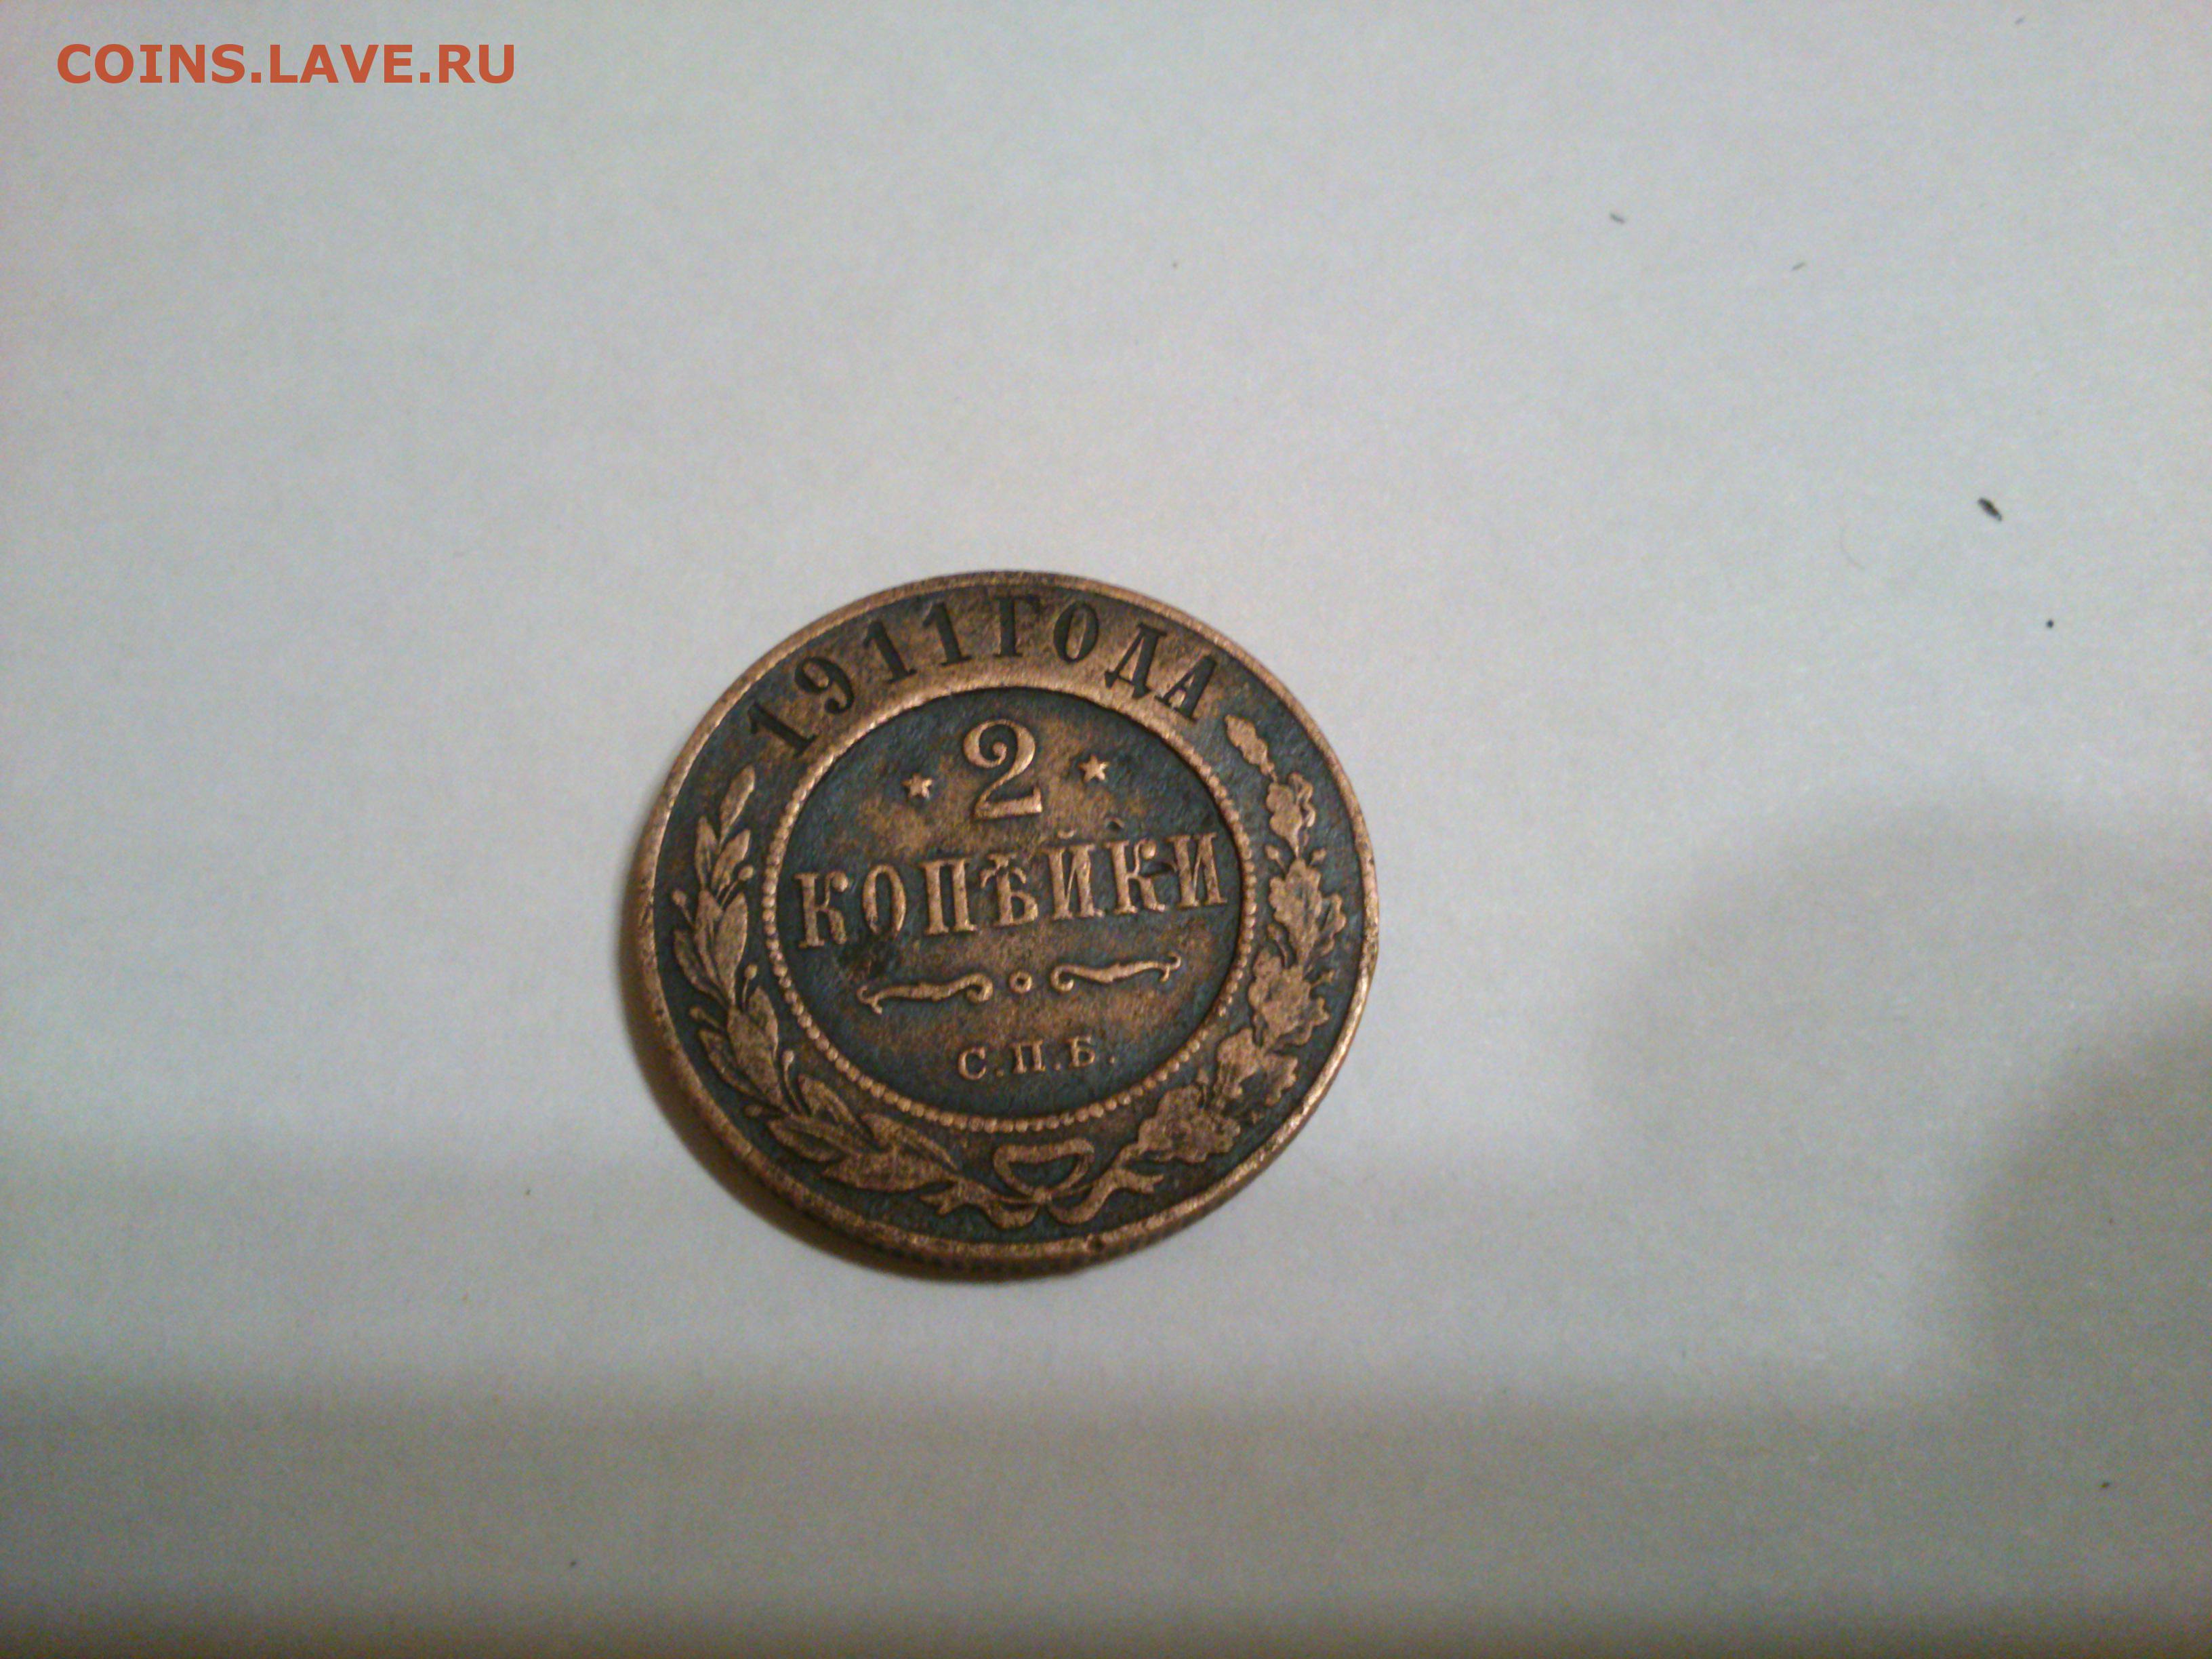 COINS.LAVE.RU
1911 ГОДА
2
КОПѢЙКИ
С.П.Б.